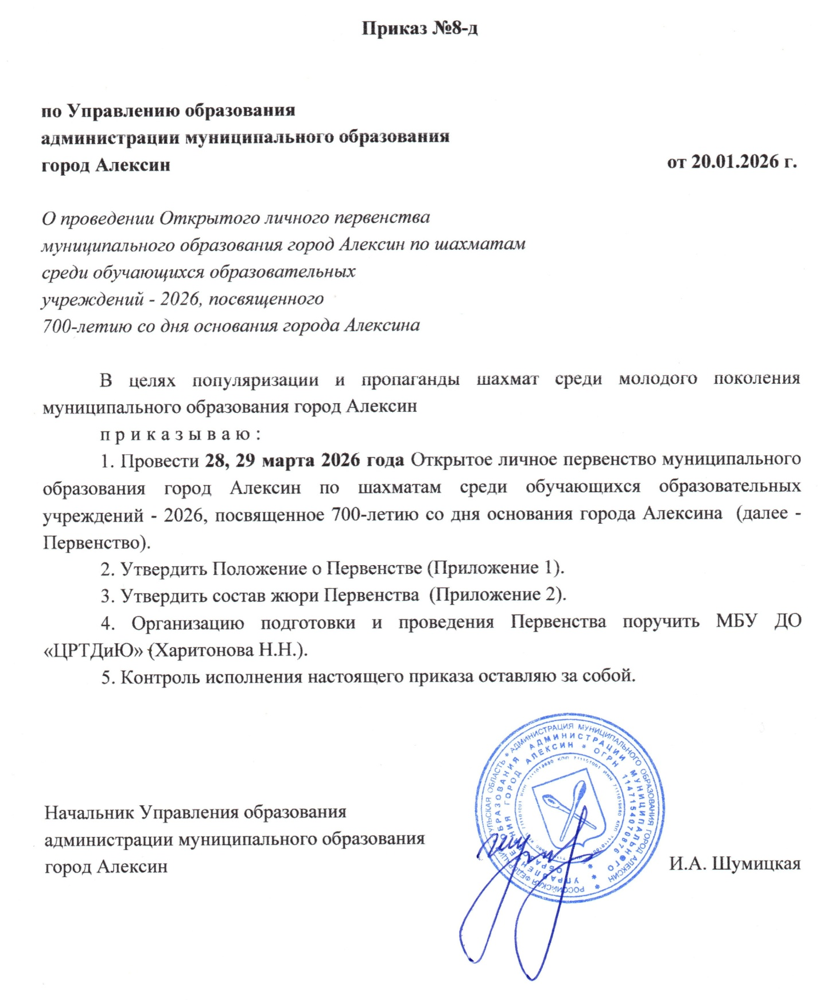 Приказ №8-д
по Управлению образования
администрации муниципального образования
город Алексин
от 20.01.2026 г.
О проведении Открытого личного первенства
муниципального образования город Алексин по шахматам
среди обучающихся образовательных
учреждений - 2026, посвященного
700-летию со дня основания города Алексина
В целях популяризации и пропаганды шахмат среди молодого поколения
муниципального образования город Алексин
п р и к а з ы в а ю :
1. Провести 28, 29 марта 2026 года Открытое личное первенство муниципального
образования город Алексин по шахматам среди обучающихся образовательных
учреждений - 2026, посвященное 700-летию со дня основания города Алексина (далее -
Первенство).
2. Утвердить Положение о Первенстве (Приложение 1).
3. Утвердить состав жюри Первенства (Приложение 2).
4. Организацию подготовки и проведения Первенства поручить МБУ ДО
«ЦРТДиЮ» (Харитонова Н.Н.).
5. Контроль исполнения настоящего приказа оставляю за собой.
Начальник Управления образования
администрации муниципального образования
город Алексин
И.А. Шумицкая
РОССИЙСКАЯ ФЕДЕРАЦИЯ ТУЛЬСКАЯ ОБЛАСТЬ * АДМИНИСТРАЦИЯ МУНИЦИПАЛЬНОГО ОБРАЗОВАНИЯ ГОРОД АЛЕКСИН *
УПРАВЛЕНИЕ ОБРАЗОВАНИЯ АДМИНИСТРАЦИИ МУНИЦИПАЛЬНОГО *
ОБРАЗОВАНИЯ ГОРОД АЛЕКСИН * ОГРН 1147154070876 *